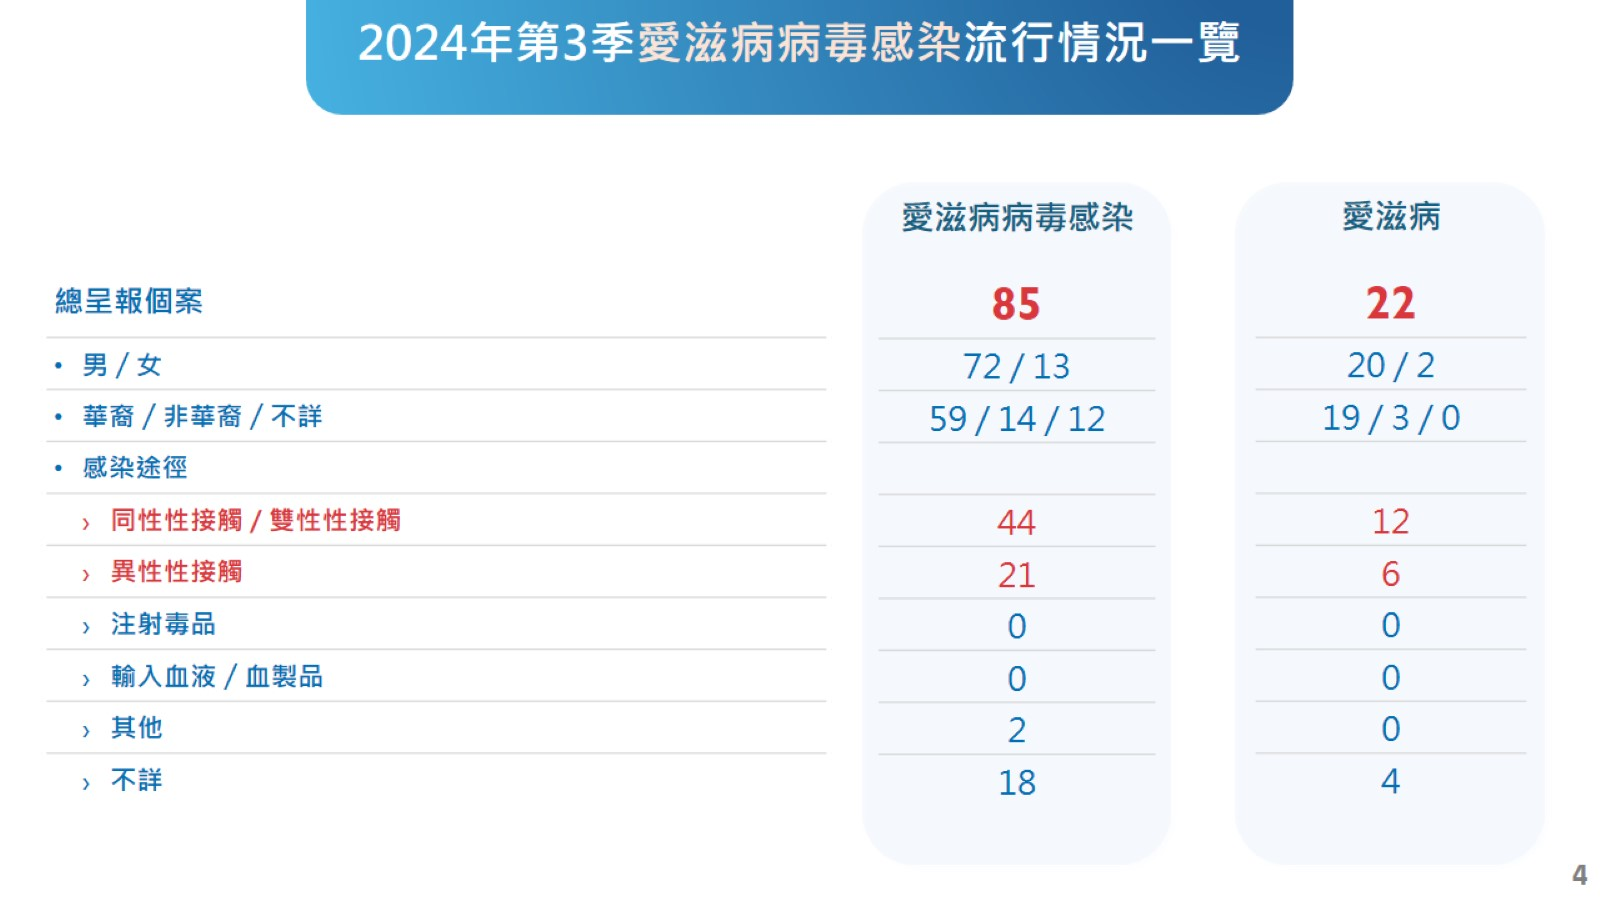 2024年第3季愛滋病病毒感染流行情況一覽
愛滋病病毒感染 愛滋病
總呈報個案 85 22
• 男 / 女 72 / 13 20 / 2
• 華裔 / 非華裔 / 不詳 59 / 14 / 12 19 / 3 / 0
• 感染途徑
› 同性性接觸 / 雙性性接觸 44 12
› 異性性接觸 21 6
› 注射毒品 0 0
› 輸入血液 / 血製品 0 0
› 其他 2 0
› 不詳 18 4
4